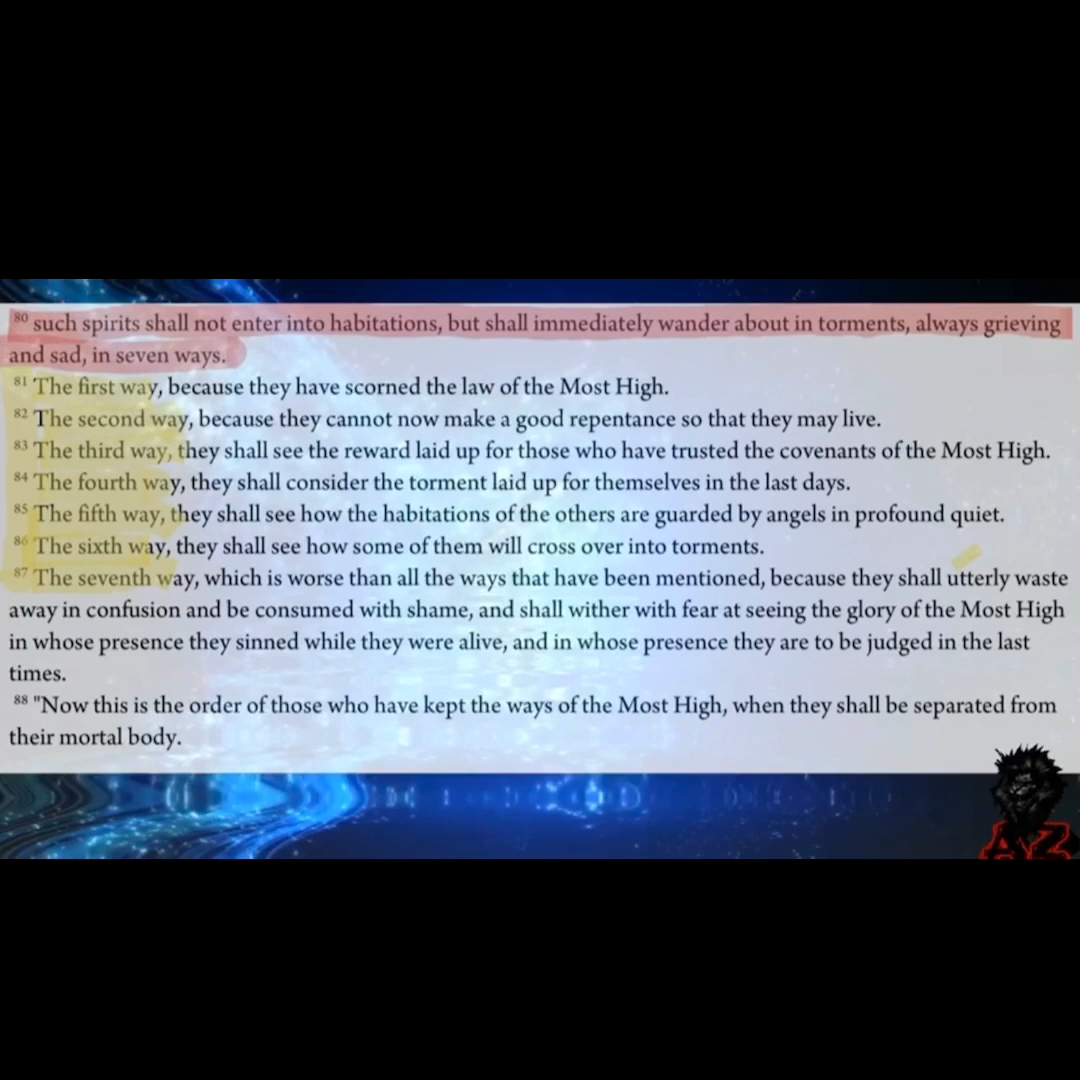 80 such spirits shall not enter into habitations, but shall immediately wander about in torments, always grieving
and sad, in seven ways.
81 The first way, because they have scorned the law of the Most High.
82 The second way, because they cannot now make a good repentance so that they may live.
83 The third way, they shall see the reward laid up for those who have trusted the covenants of the Most High.
84 The fourth way, they shall consider the torment laid up for themselves in the last days.
85 The fifth way, they shall see how the habitations of the others are guarded by angels in profound quiet.
86 The sixth way, they shall see how some of them will cross over into torments.
87 The seventh way, which is worse than all the ways that have been mentioned, because they shall utterly waste
away in confusion and be consumed with shame, and shall wither with fear at seeing the glory of the Most High
in whose presence they sinned while they were alive, and in whose presence they are to be judged in the last
times.
88 "Now this is the order of those who have kept the ways of the Most High, when they shall be separated from
their mortal body.
AZ